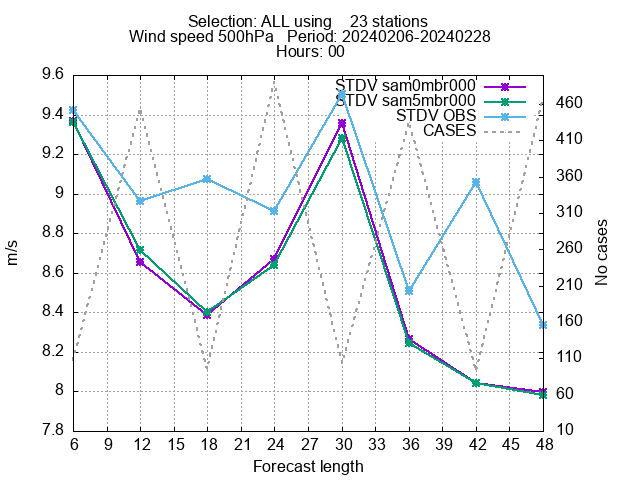 Selection: ALL using 23 stations
Wind speed 500hPa Period: 20240206-20240228
Hours: 00
STDV sam0mbr000
STDV sam5mbr000
STDV OBS
CASES
9.6
9.4
9.2
9
8.8
8.6
8.4
8.2
8
7.8
m/s
460
410
360
310
260
210
160
110
60
10
No cases
6 9 12 15 18 21 24 27 30 33 36 39 42 45 48
Forecast length